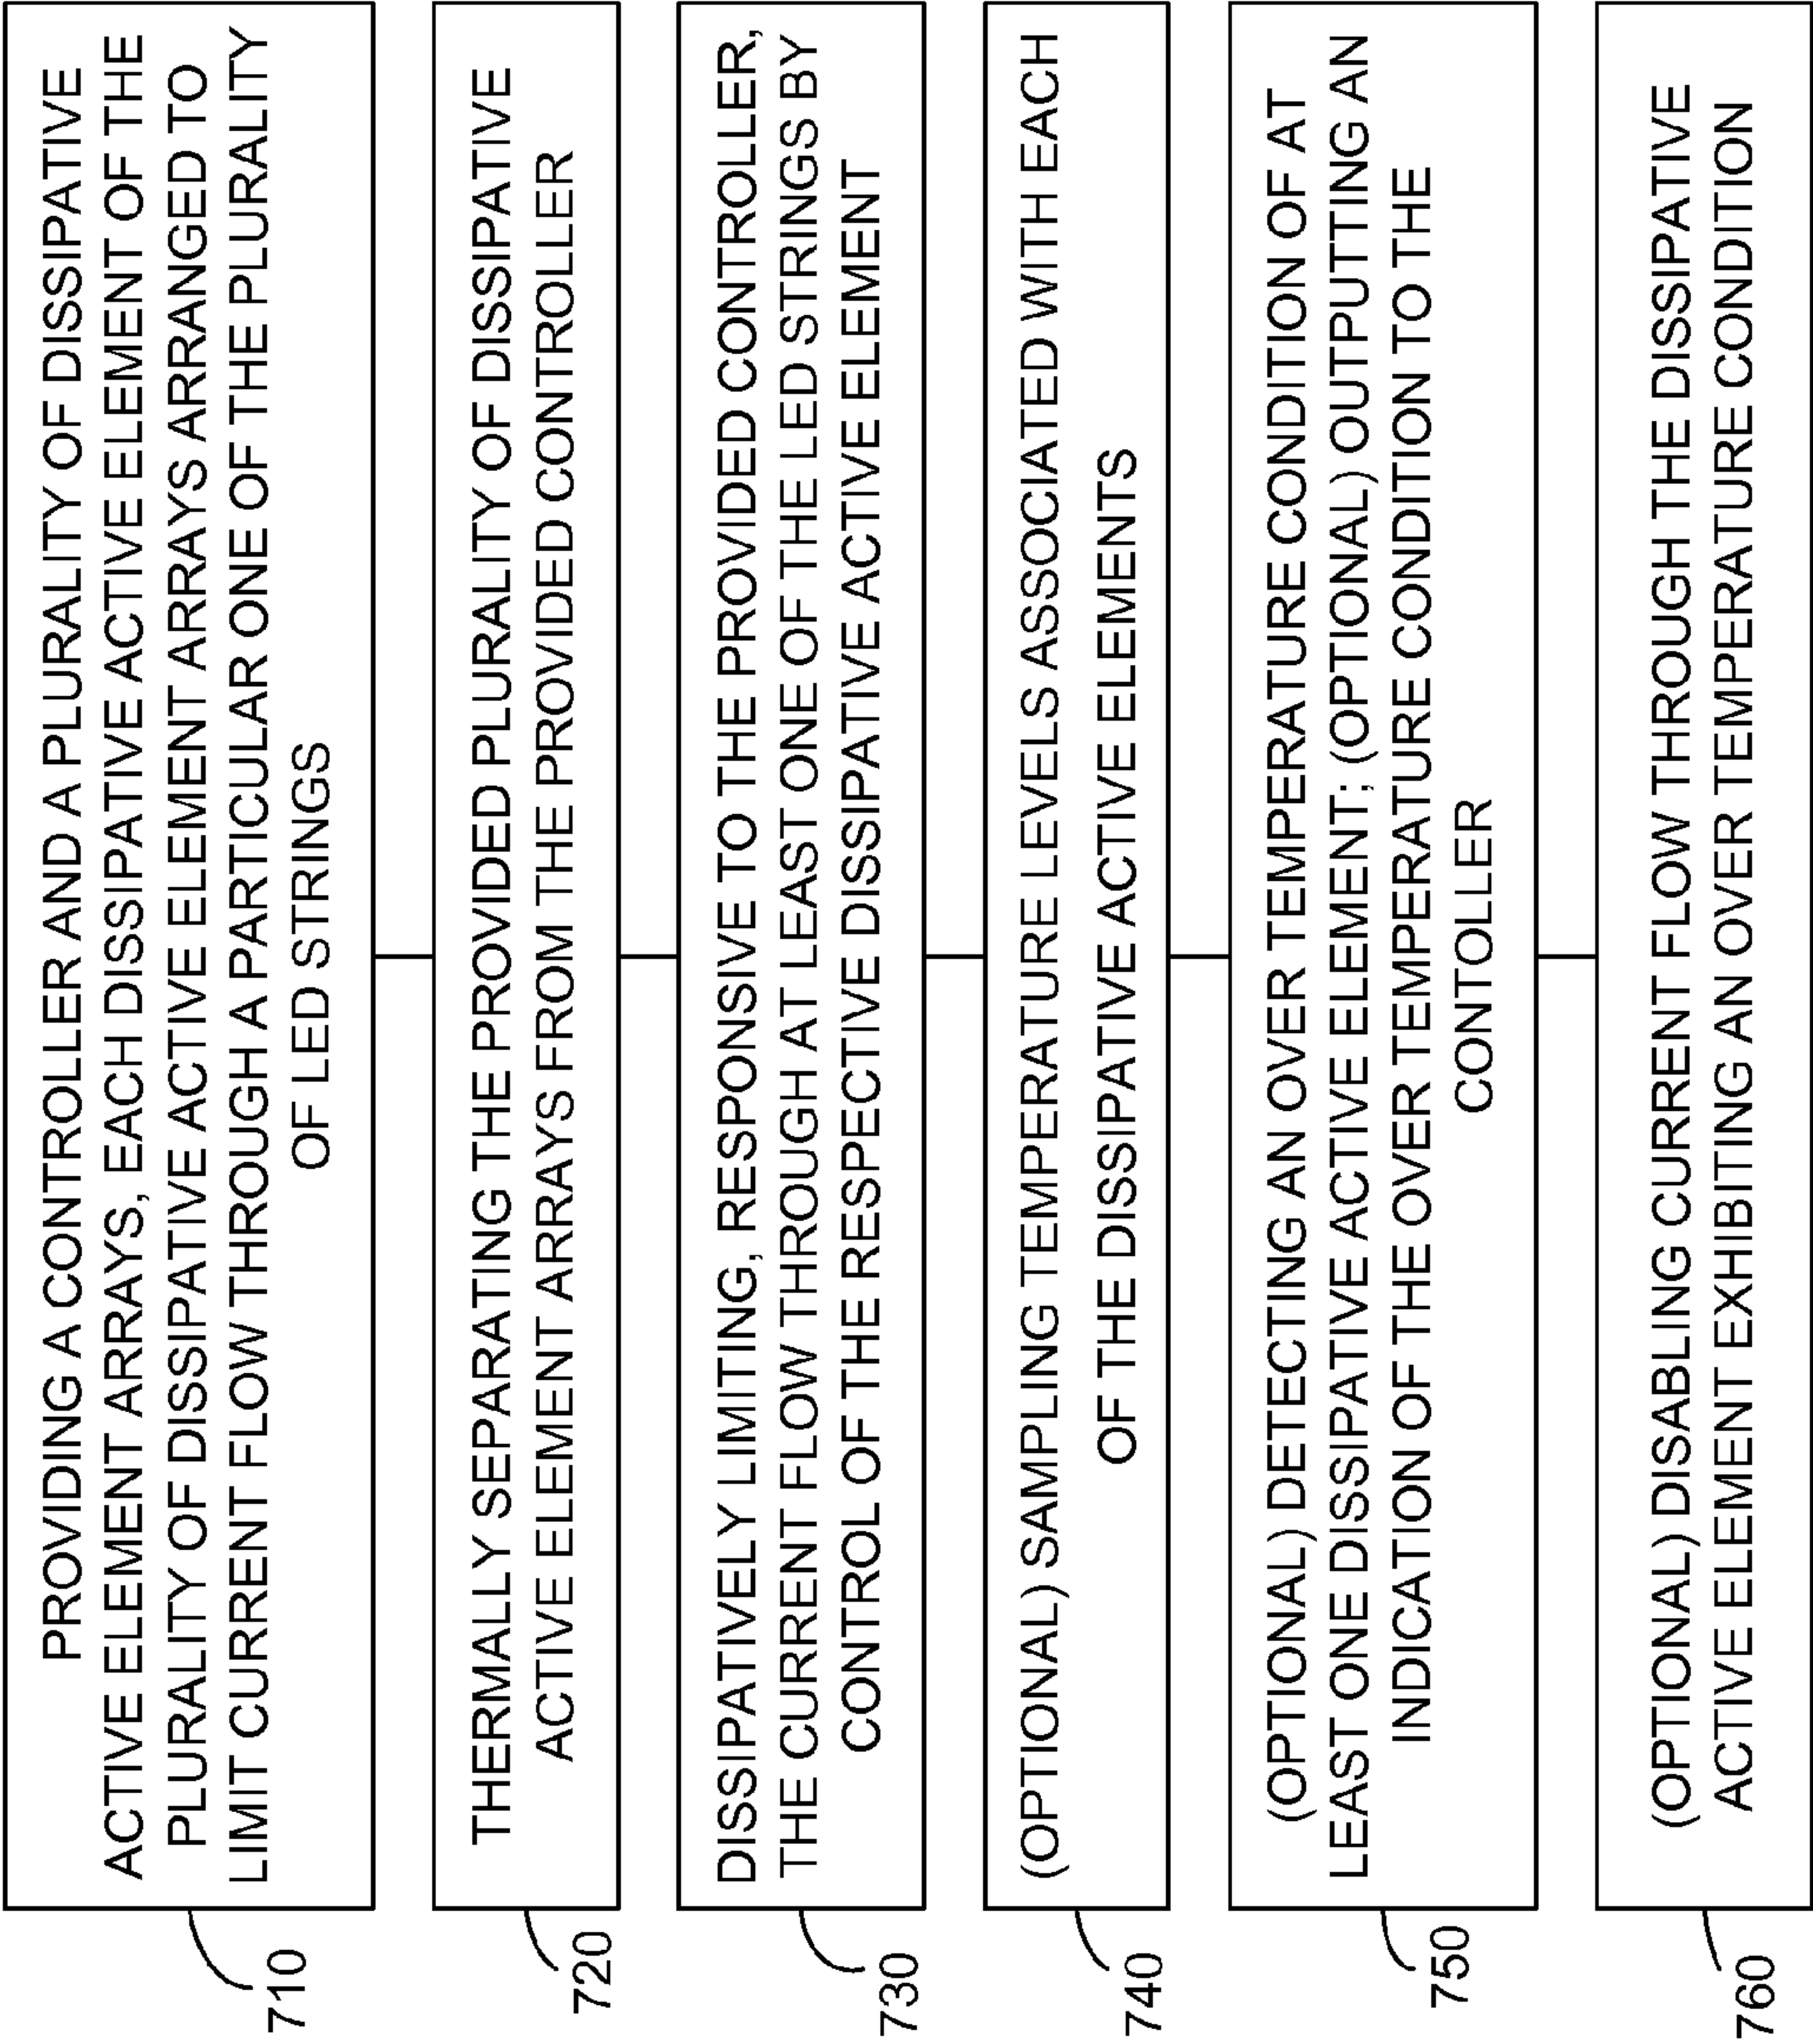 710
PROVIDING A CONTROLLER AND A PLURALITY OF DISSIPATIVE
ACTIVE ELEMENT ARRAYS, EACH DISSIPATIVE ACTIVE ELEMENT OF THE
PLURALITY OF DISSIPATIVE ACTIVE ELEMENT ARRAYS ARRANGED TO
LIMIT CURRENT FLOW THROUGH A PARTICULAR ONE OF THE PLURALITY
OF LED STRINGS
720
THERMALLY SEPARATING THE PROVIDED PLURALITY OF DISSIPATIVE
ACTIVE ELEMENT ARRAYS FROM THE PROVIDED CONTROLLER
730
DISSIPATIVELY LIMITING, RESPONSIVE TO THE PROVIDED CONTROLLER,
THE CURRENT FLOW THROUGH AT LEAST ONE OF THE LED STRINGS BY
CONTROL OF THE RESPECTIVE DISSIPATIVE ACTIVE ELEMENT
740
(OPTIONAL) SAMPLING TEMPERATURE LEVELS ASSOCIATED WITH EACH
OF THE DISSIPATIVE ACTIVE ELEMENTS
750
(OPTIONAL) DETECTING AN OVER TEMPERATURE CONDITION OF AT
LEAST ONE DISSIPATIVE ACTIVE ELEMENT; (OPTIONAL) OUTPUTTING AN
INDICATION OF THE OVER TEMPERATURE CONDITION TO THE
CONTOLLER
760
(OPTIONAL) DISABLING CURRENT FLOW THROUGH THE DISSIPATIVE
ACTIVE ELEMENT EXHIBITING AN OVER TEMPERATURE CONDITION